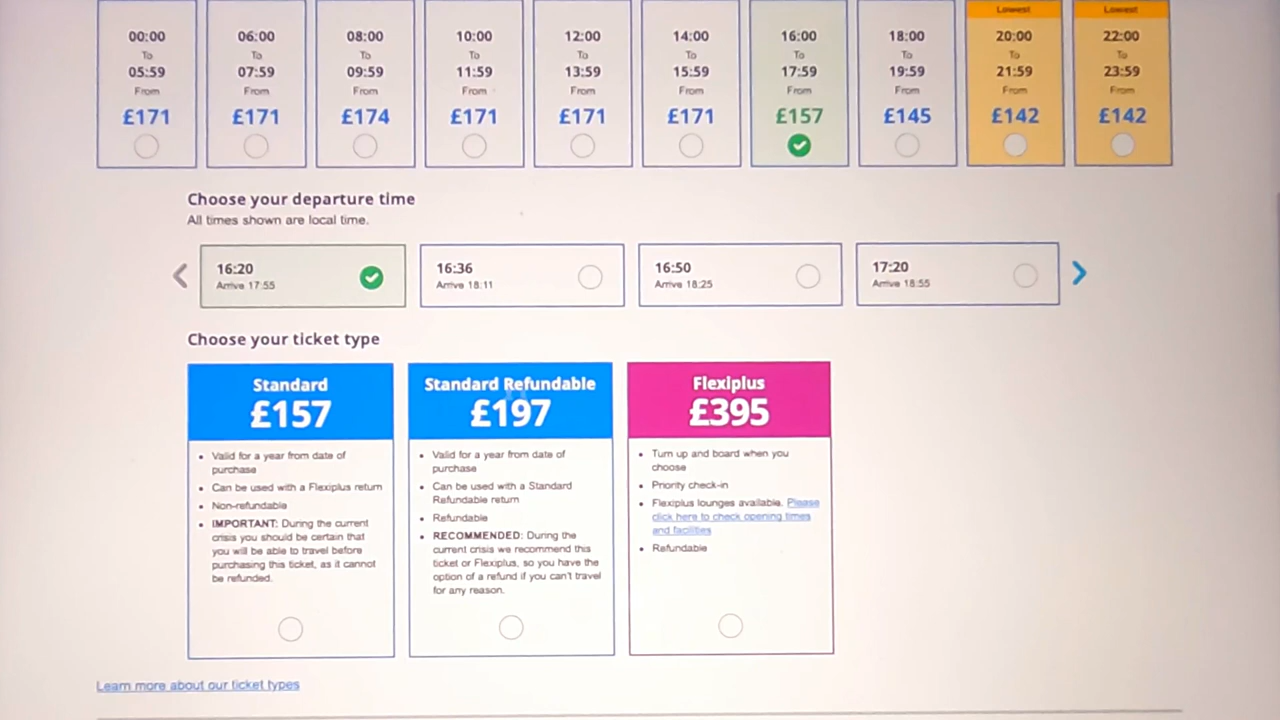 Lowest Lowest
00:00 06:00 08:00 10:00 12:00 14:00 16:00 18:00 20:00 22:00
To To To To To To To To To To
05:59 07:59 09:59 11:59 13:59 15:59 17:59 19:59 21:59 23:59
From From From From From From From From From From
£171 £171 £174 £171 £171 £171 £157 £145 £142 £142
Choose your departure time
All times shown are local time.
16:20 16:36 16:50 17:20
Arrive 17:55 Arrive 18:11 Arrive 18:25 Arrive 18:55
Choose your ticket type
Standard
£157
Valid for a year from date of
purchase
Can be used with a Flexiplus return
Non-refundable
IMPORTANT: During the current
crisis you should be certain that
you will be able to travel before
purchasing this ticket, as it cannot
be refunded.
Standard Refundable
£197
Valid for a year from date of
purchase
Can be used with a Standard
Refundable return
Refundable
RECOMMENDED: During the
current crisis we recommend this
ticket or Flexiplus, so you have the
option of a refund if you can't travel
for any reason.
Flexiplus
£395
Turn up and board when you
choose
Priority check-in
Flexiplus lounges available. Please
click here to check opening times
and facilities
Refundable
Learn more about our ticket types